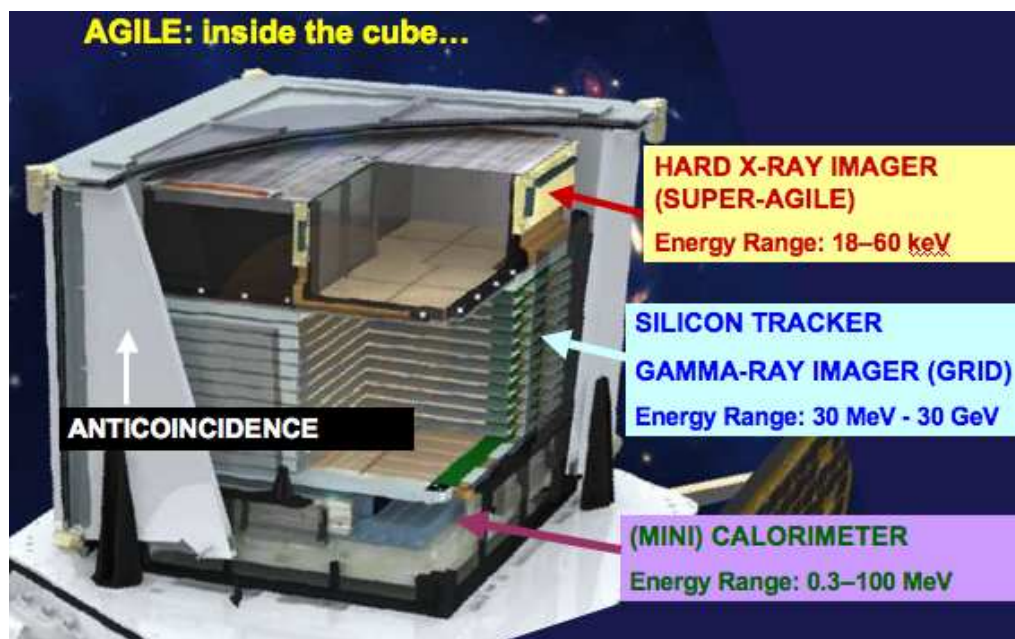 AGILE: inside the cube…
HARD X-RAY IMAGER
(SUPER-AGILE)
Energy Range: 18–60 keV
SILICON TRACKER
GAMMA-RAY IMAGER (GRID)
Energy Range: 30 MeV - 30 GeV
ANTICOINCIDENCE
(MINI) CALORIMETER
Energy Range: 0.3–100 MeV